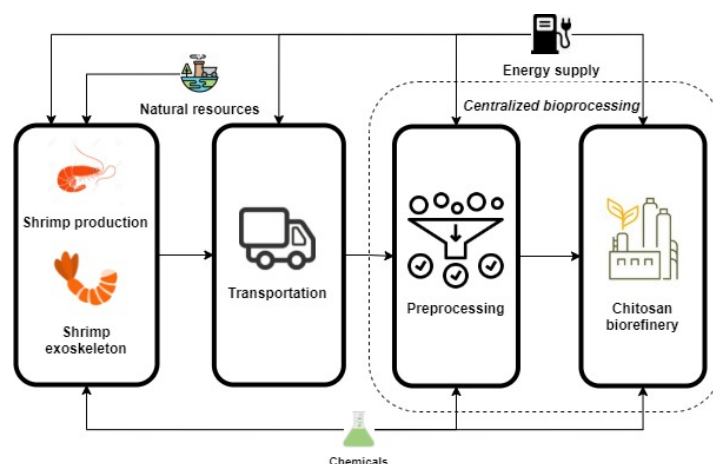 Energy supply
Natural resources
Centralized bioprocessing
Shrimp production
Shrimp
exoskeleton
Transportation
Preprocessing
Chitosan
biorefinery
Chemicals